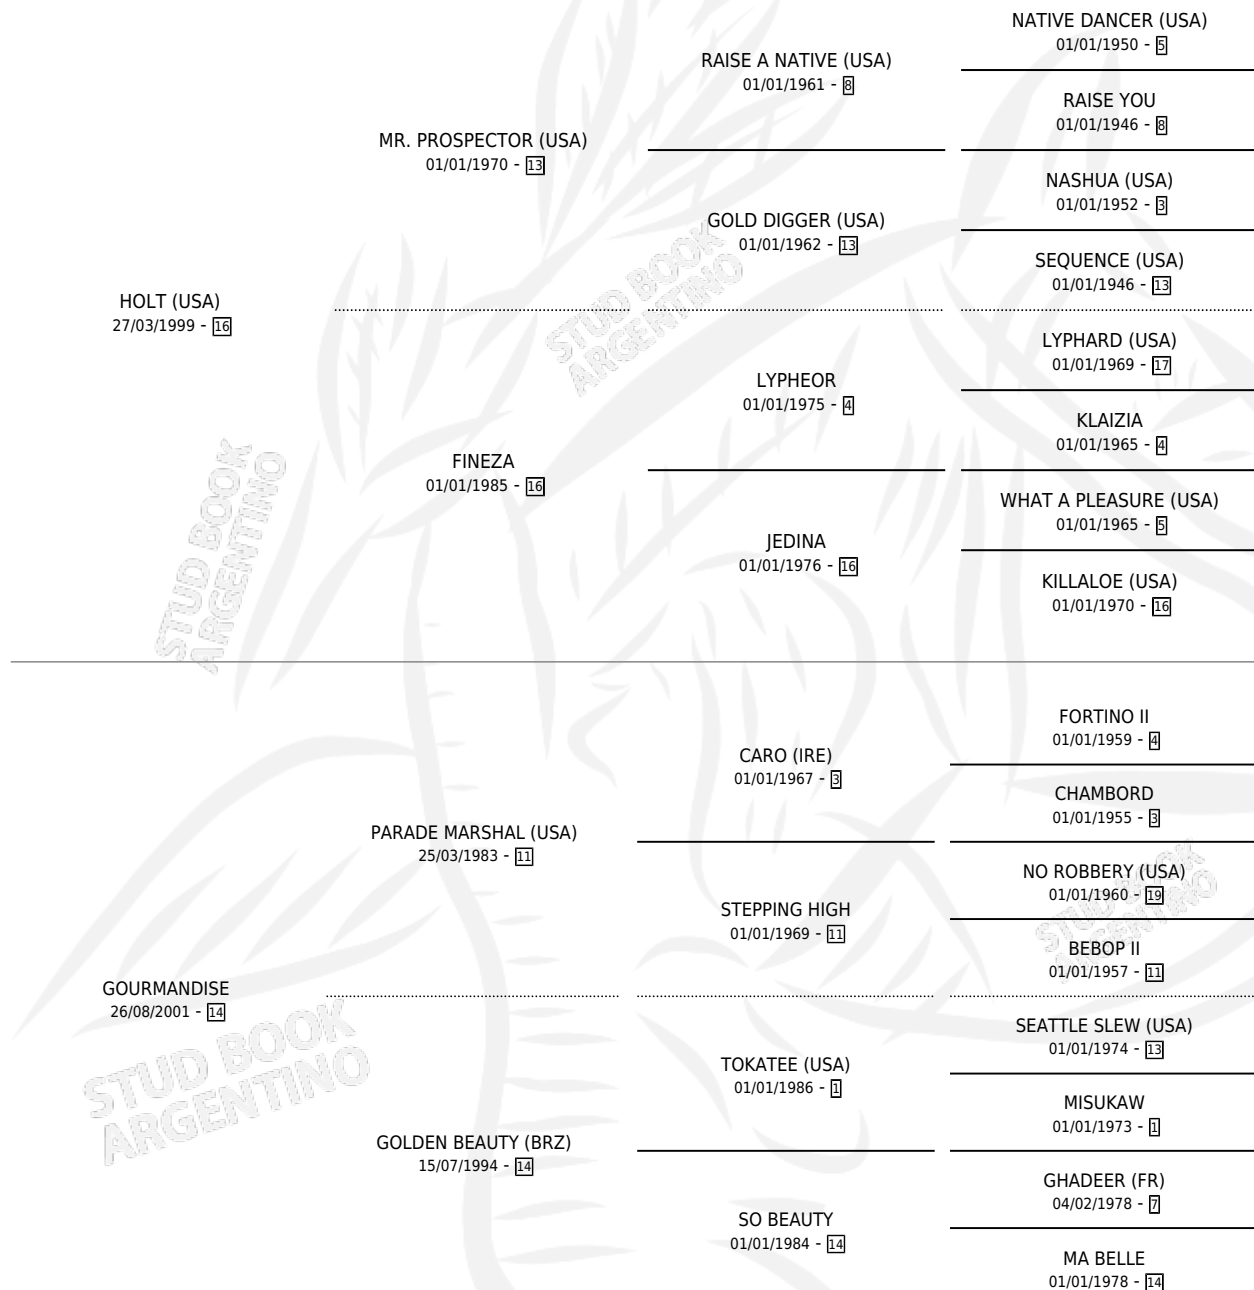 NATIVE DANCER (USA)
01/01/1950 - 5
RAISE A NATIVE (USA)
01/01/1961 - 8
RAISE YOU
01/01/1946 - 8
MR. PROSPECTOR (USA)
01/01/1970 - 13
NASHUA (USA)
01/01/1952 - 3
GOLD DIGGER (USA)
01/01/1962 - 13
SEQUENCE (USA)
01/01/1946 - 13
HOLT (USA)
27/03/1999 - 16
STUD BOOK
ARGENTINO
LYPHARD (USA)
01/01/1969 - 17
LYPHEOR
01/01/1975 - 4
KLAIZIA
01/01/1965 - 4
FINEZA
01/01/1985 - 16
WHAT A PLEASURE (USA)
01/01/1965 - 5
JEDINA
01/01/1976 - 16
KILLALOE (USA)
01/01/1970 - 16
STUD BOOK
ARGENTINO
FORTINO II
01/01/1959 - 4
CARO (IRE)
01/01/1967 - 3
CHAMBORD
01/01/1955 - 3
PARADE MARSHAL (USA)
25/03/1983 - 11
NO ROBBERY (USA)
01/01/1960 - 19
STUD BOOK
ARGENTINO
STEPPING HIGH
01/01/1969 - 11
BEBOP II
01/01/1957 - 11
GOURMANDISE
26/08/2001 - 14
STUD BOOK
ARGENTINO
SEATTLE SLEW (USA)
01/01/1974 - 13
TOKATEE (USA)
01/01/1986 - 1
MISUKAW
01/01/1973 - 1
GOLDEN BEAUTY (BRZ)
15/07/1994 - 14
GHADEER (FR)
04/02/1978 - 7
SO BEAUTY
01/01/1984 - 14
MA BELLE
01/01/1978 - 14